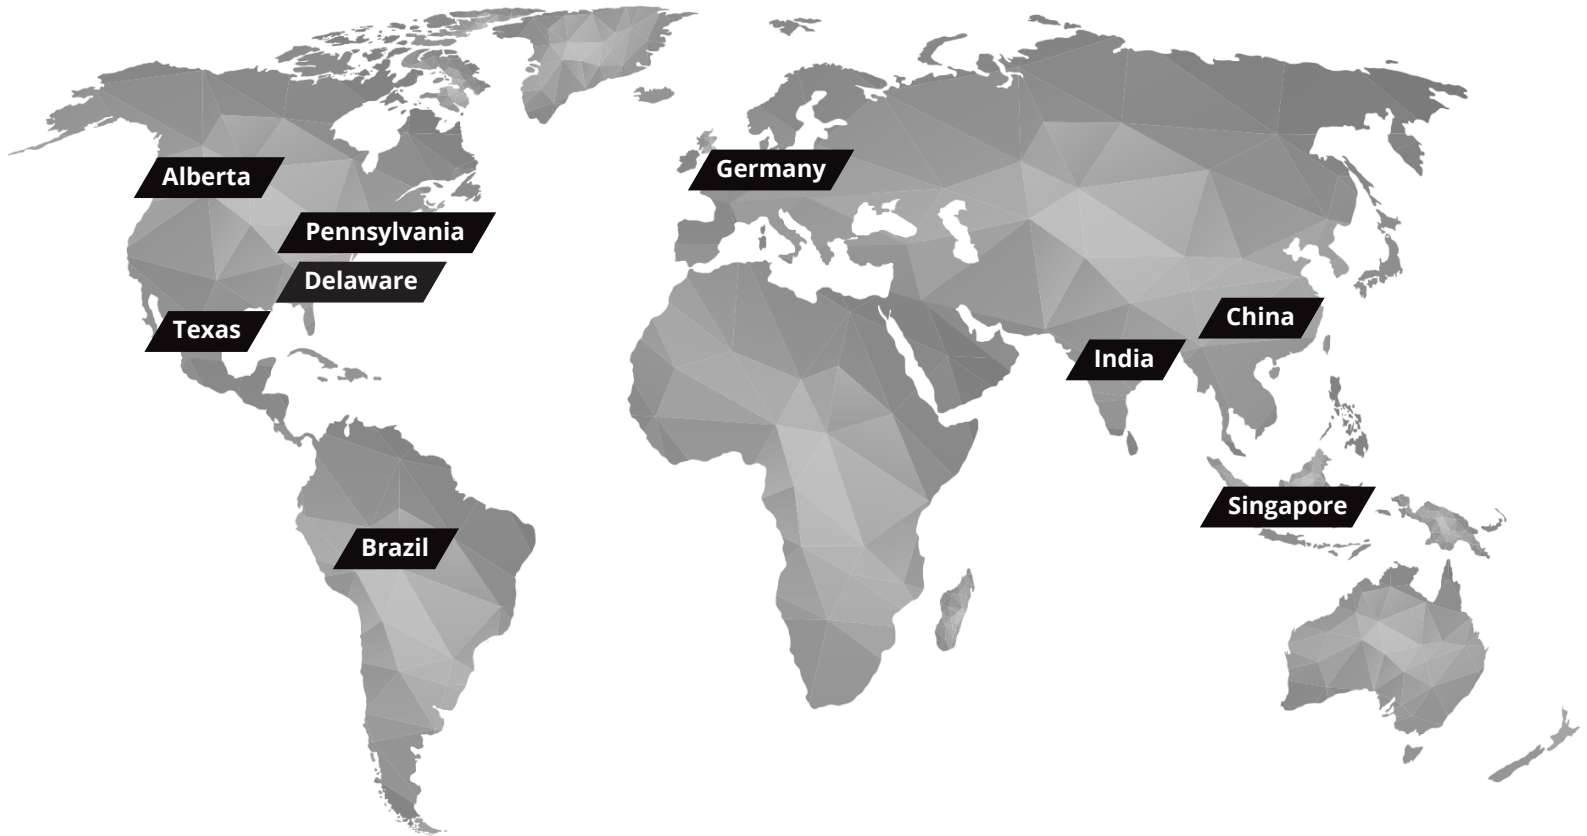 Alberta
Pennsylvania
Delaware
Texas
Brazil
Germany
China
India
Singapore